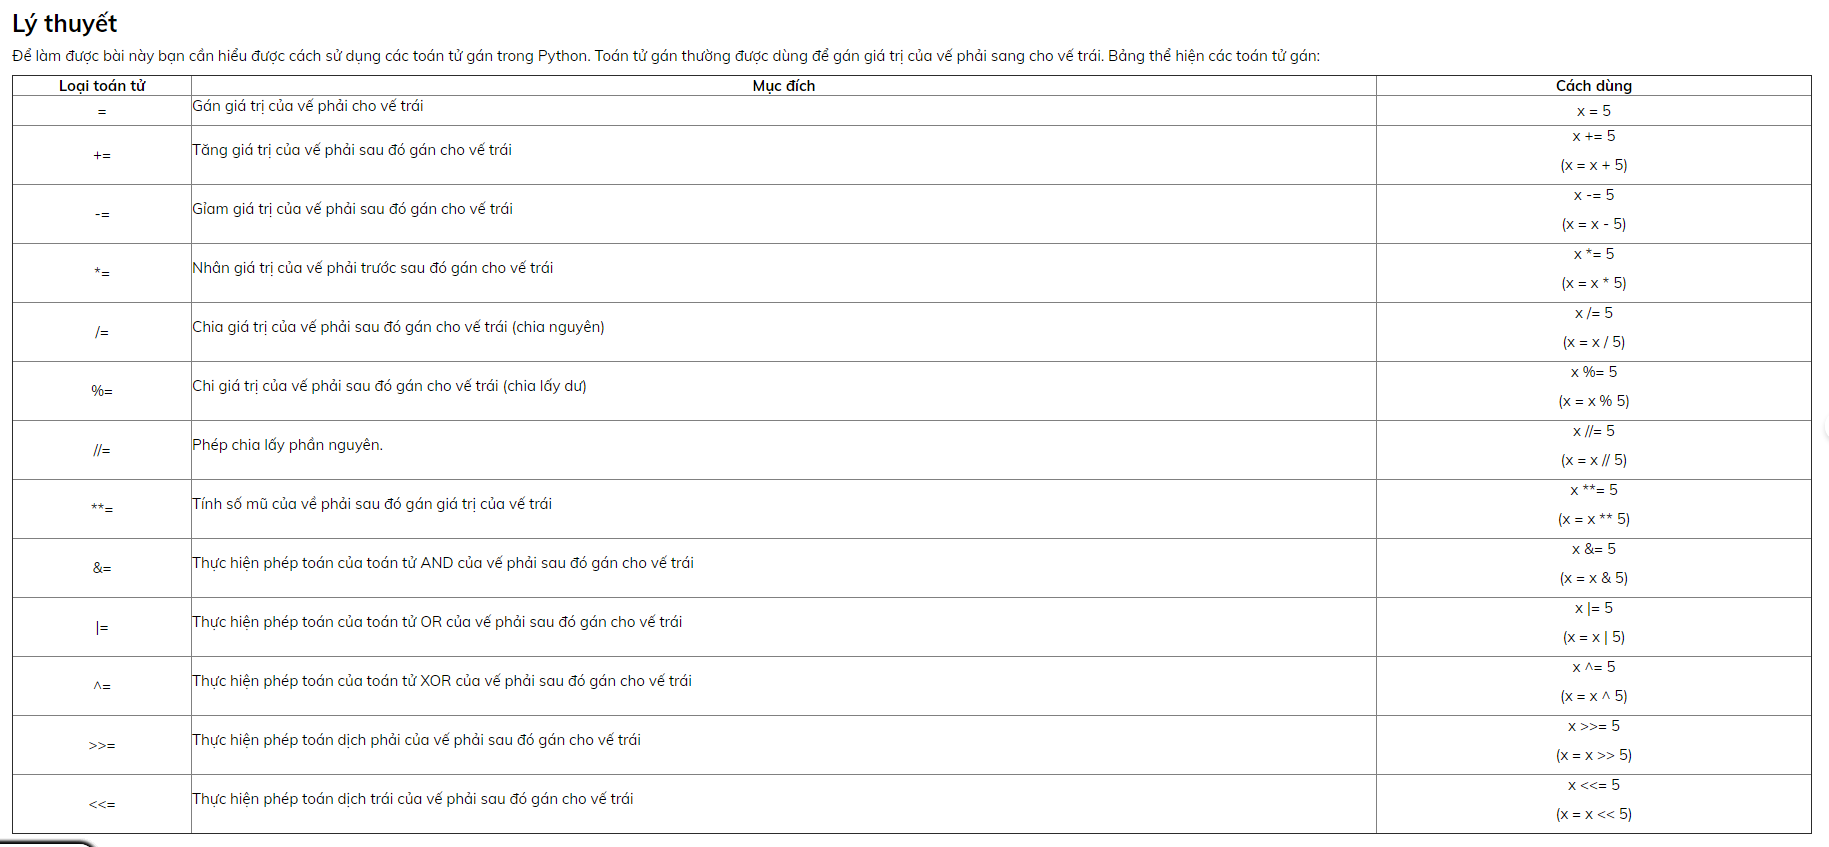 Lý thuyết
Để làm được bài này bạn cần hiểu được cách sử dụng các toán tử gán trong Python. Toán tử gán thường được dùng để gán giá trị của vế phải sang cho vế trái. Bảng thể hiện các toán tử gán:
Loại toán tử Mục đích Cách dùng
= Gán giá trị của vế phải cho vế trái x = 5
+= Tăng giá trị của vế phải sau đó gán cho vế trái x += 5
(x = x + 5)
-= Gỉam giá trị của vế phải sau đó gán cho vế trái x -= 5
(x = x - 5)
*= Nhân giá trị của vế phải trước sau đó gán cho vế trái x *= 5
(x = x * 5)
/= Chia giá trị của vế phải sau đó gán cho vế trái (chia nguyên) x /= 5
(x = x / 5)
%= Chi giá trị của vế phải sau đó gán cho vế trái (chia lấy dư) x %= 5
(x = x % 5)
//= Phép chia lấy phần nguyên. x //= 5
(x = x // 5)
**= Tính số mũ của về phải sau đó gán giá trị của vế trái x **= 5
(x = x ** 5)
&= Thực hiện phép toán của toán tử AND của vế phải sau đó gán cho vế trái x &= 5
(x = x & 5)
|= Thực hiện phép toán của toán tử OR của vế phải sau đó gán cho vế trái x |= 5
(x = x | 5)
^= Thực hiện phép toán của toán tử XOR của vế phải sau đó gán cho vế trái x ^= 5
(x = x ^ 5)
>>= Thực hiện phép toán dịch phải của vế phải sau đó gán cho vế trái x >>= 5
(x = x >> 5)
<<= Thực hiện phép toán dịch trái của vế phải sau đó gán cho vế trái x <<= 5
(x = x << 5)